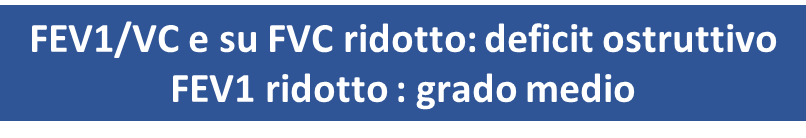 FEV1/VC e su FVC ridotto: deficit ostruttivo
FEV1 ridotto : grado medio